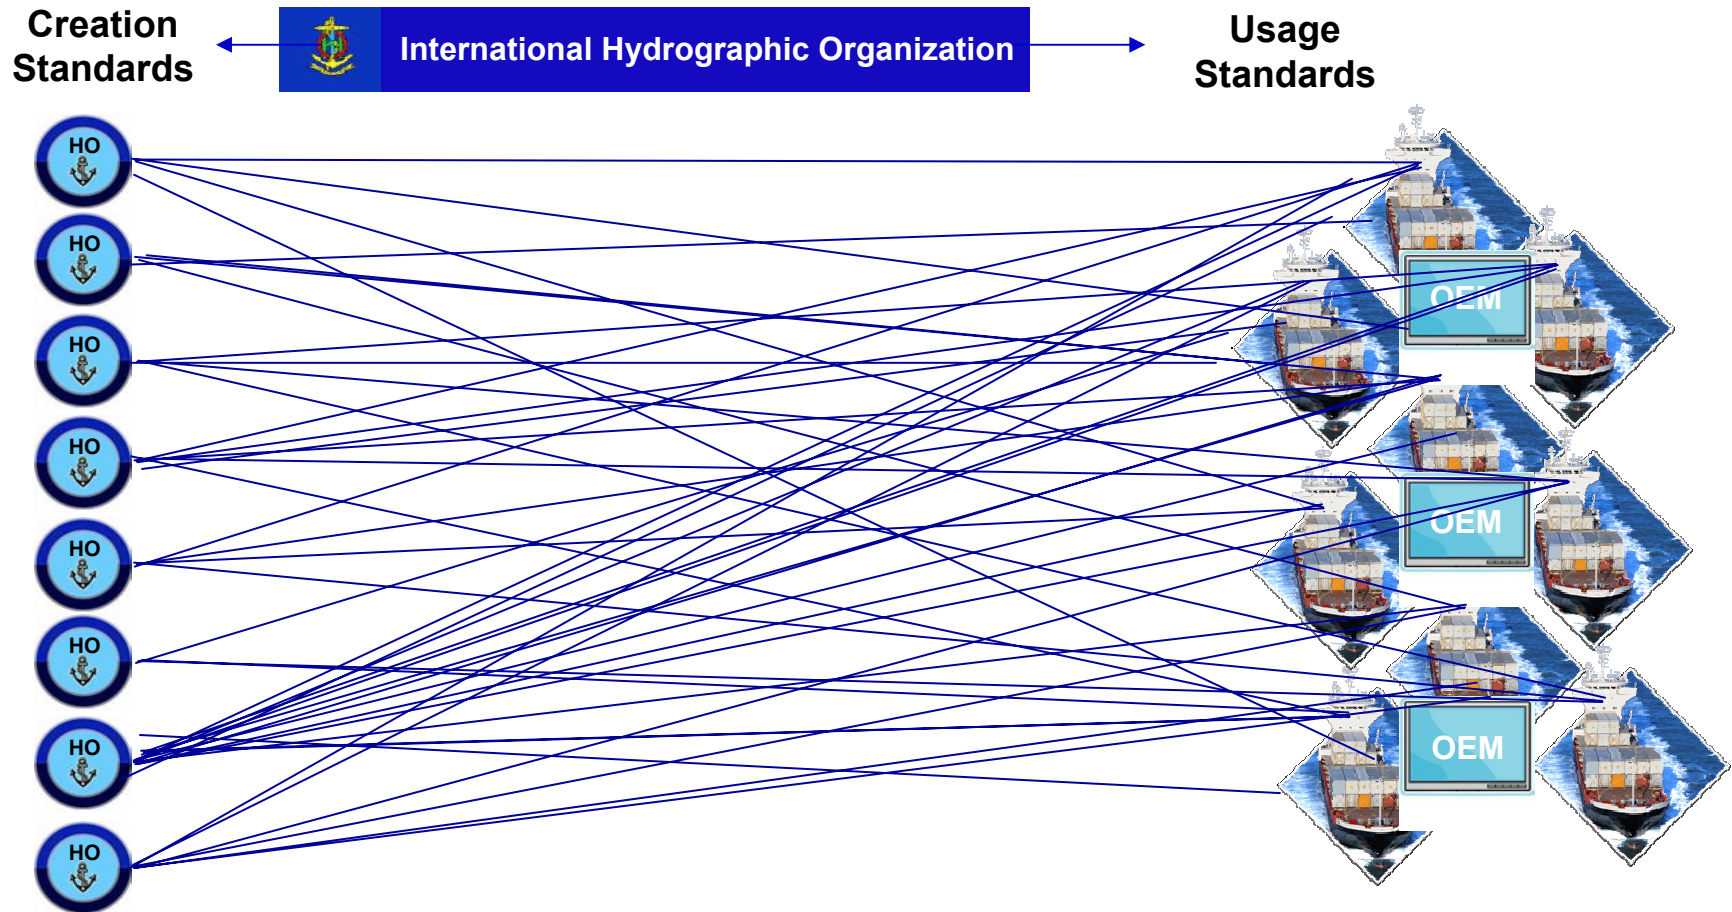 Creation
Standards
International Hydrographic Organization
Usage
Standards
HO
HO
HO
HO
HO
HO
HO
HO
OEM
OEM
OEM